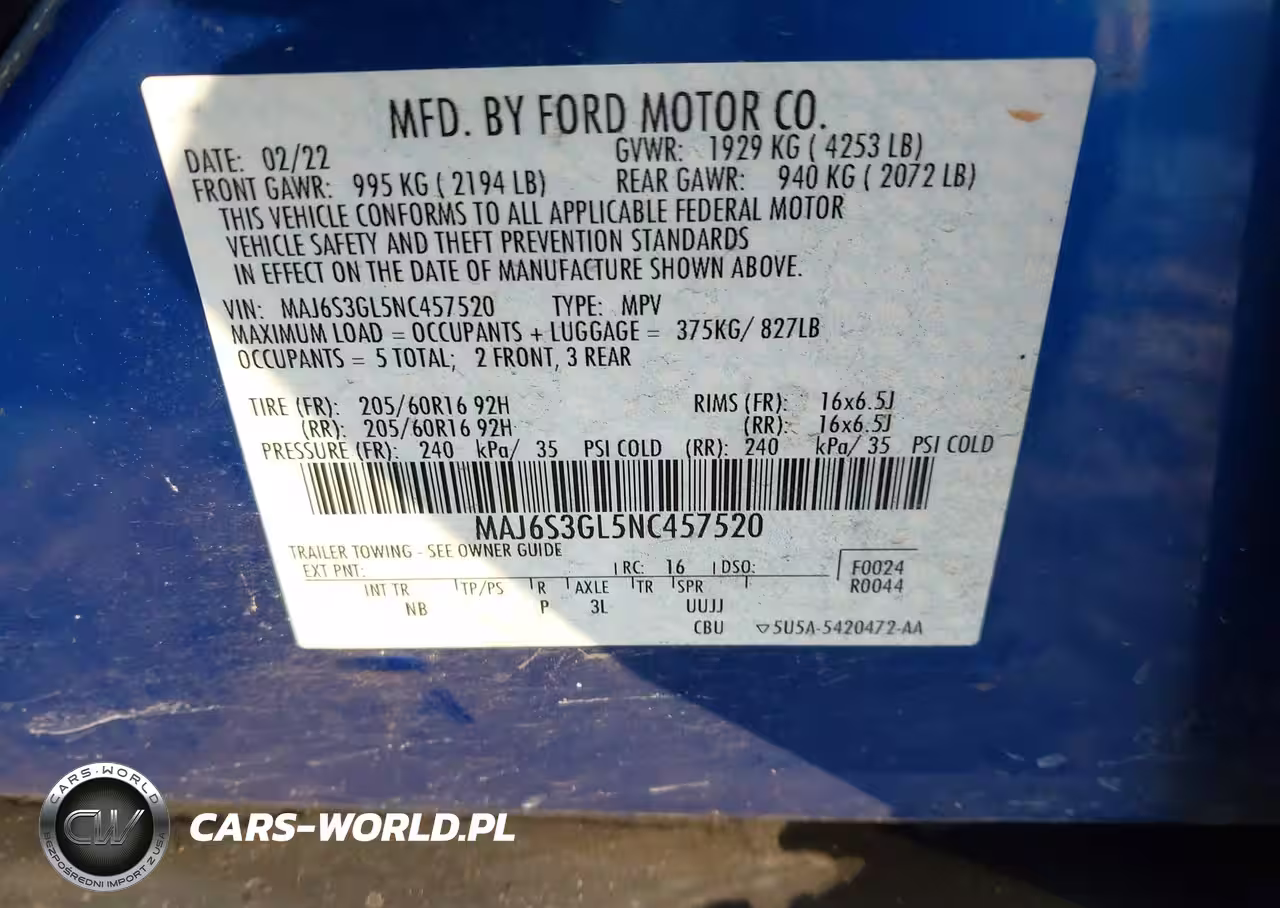 MFD. BY FORD MOTOR CO.
DATE: 02/22 GVWR: 1929 KG ( 4253 LB)
FRONT GAWR: 995 KG ( 2194 LB) REAR GAWR: 940 KG ( 2072 LB)
THIS VEHICLE CONFORMS TO ALL APPLICABLE FEDERAL MOTOR
VEHICLE SAFETY AND THEFT PREVENTION STANDARDS
IN EFFECT ON THE DATE OF MANUFACTURE SHOWN ABOVE.
VIN: MAJ6S3GL5NC457520 TYPE: MPV
MAXIMUM LOAD = OCCUPANTS + LUGGAGE = 375KG/ 827LB
OCCUPANTS = 5 TOTAL; 2 FRONT, 3 REAR
TIRE (FR): 205/60R16 92H RIMS (FR): 16x6.5J
(RR): 205/60R16 92H (RR): 16x6.5J
PRESSURE (FR): 240 kPa/ 35 PSI COLD (RR): 240 kPa/ 35 PSI COLD
MAJ6S3GL5NC457520
TRAILER TOWING - SEE OWNER GUIDE
EXT PNT: RC: 16 DSO: F0024
INT TR TP/PS R AXLE TR SPR R0044
NB P 3L UUJJ
CBU 5U5A-5420472-AA
CARS-WORLD
CW
BEZPOŚREDNI IMPORT Z USA
CARS-WORLD.PL